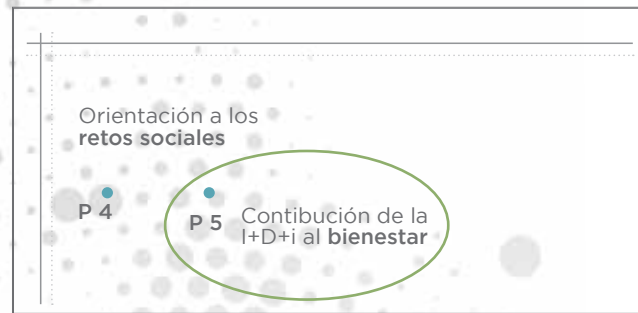 Orientación a los
retos sociales
P 4
P 5
Contibución de la
I+D+i al bienestar